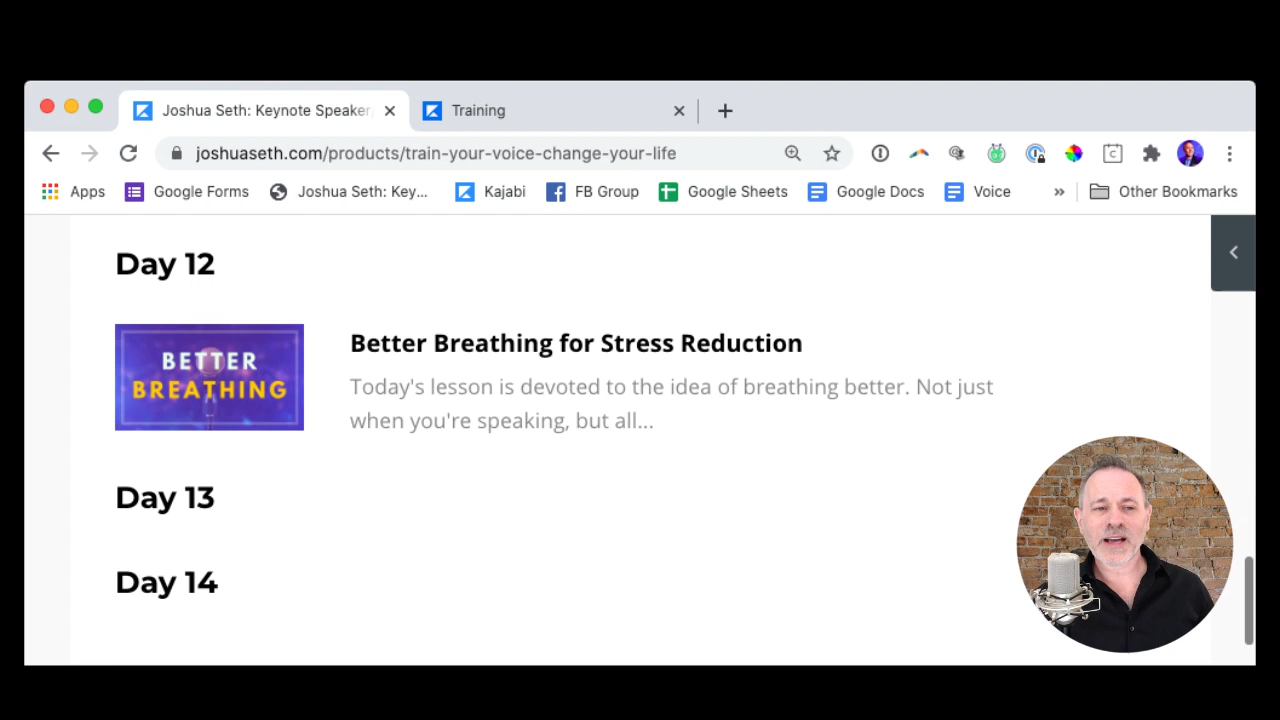 Joshua Seth: Keynote Speaker
Training
joshuaseth.com/products/train-your-voice-change-your-life
Apps
Google Forms
Joshua Seth: Key...
Kajabi
FB Group
Google Sheets
Google Docs
Voice
»
Other Bookmarks
Day 12
BETTER
BREATHING
Better Breathing for Stress Reduction
Today's lesson is devoted to the idea of breathing better. Not just
when you're speaking, but all...
Day 13
Day 14